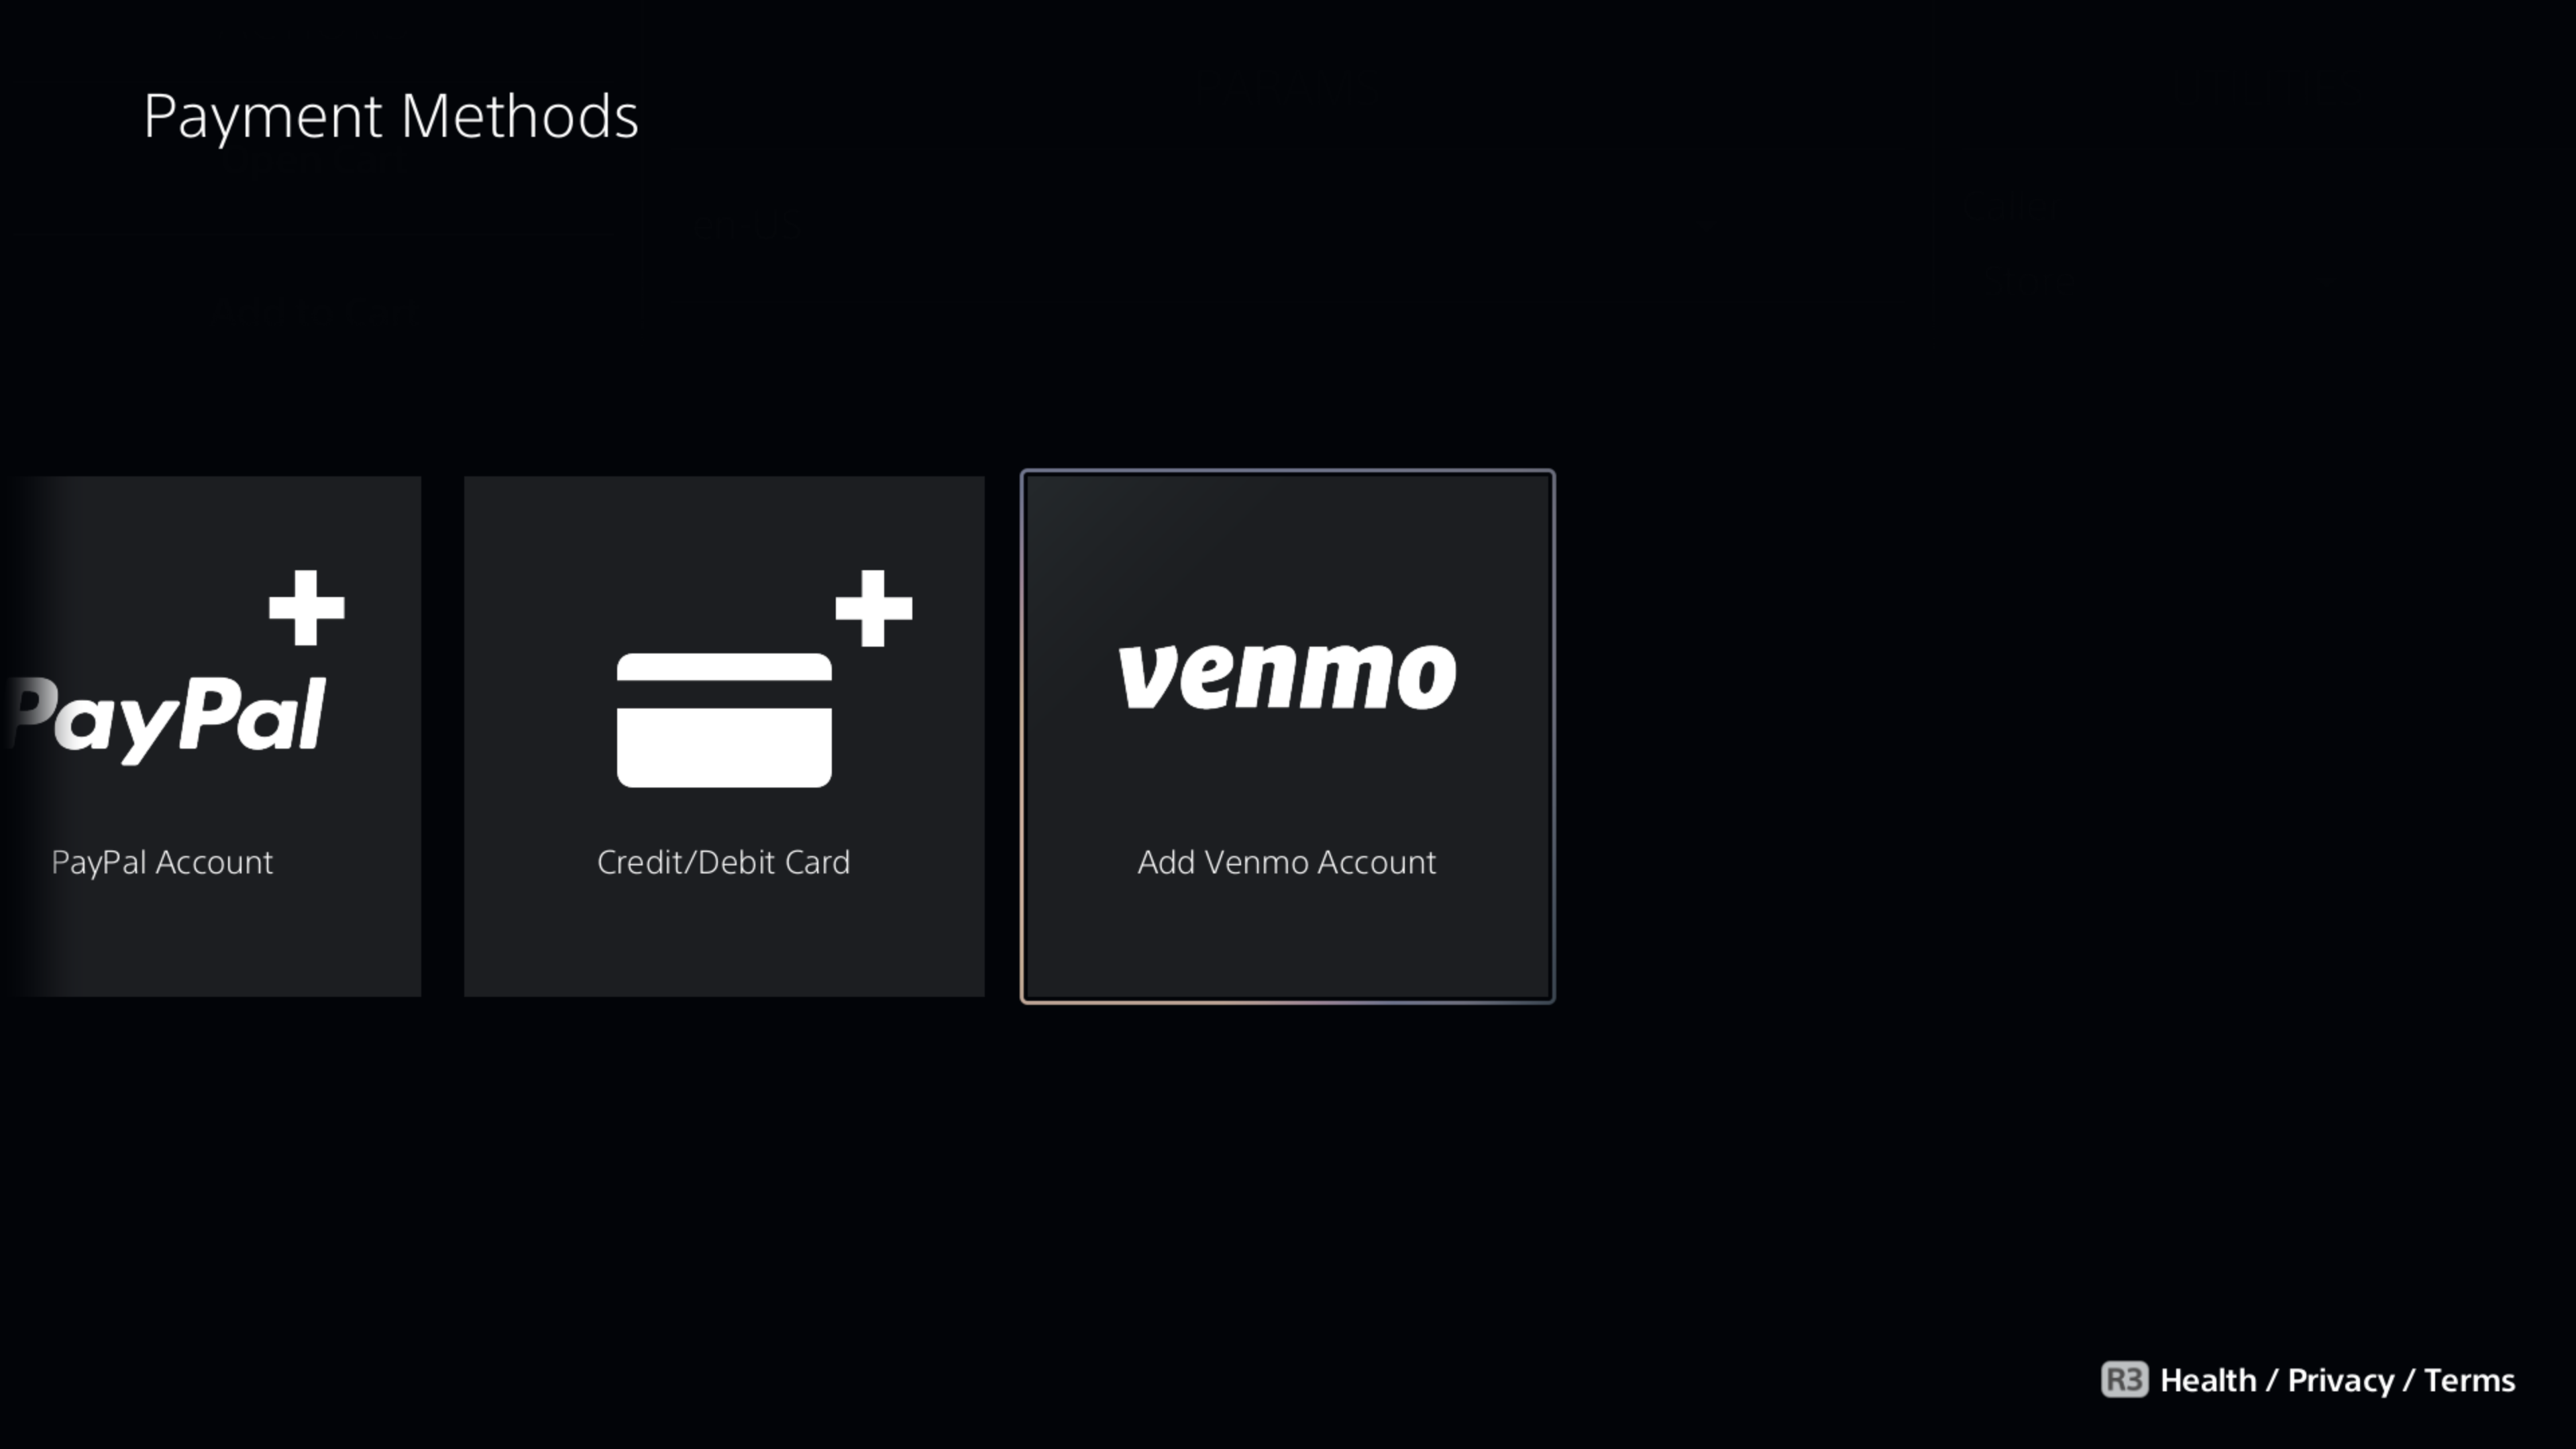 Payment Methods
PayPal
PayPal Account
Credit/Debit Card
venmo
Add Venmo Account
R3 Health / Privacy / Terms